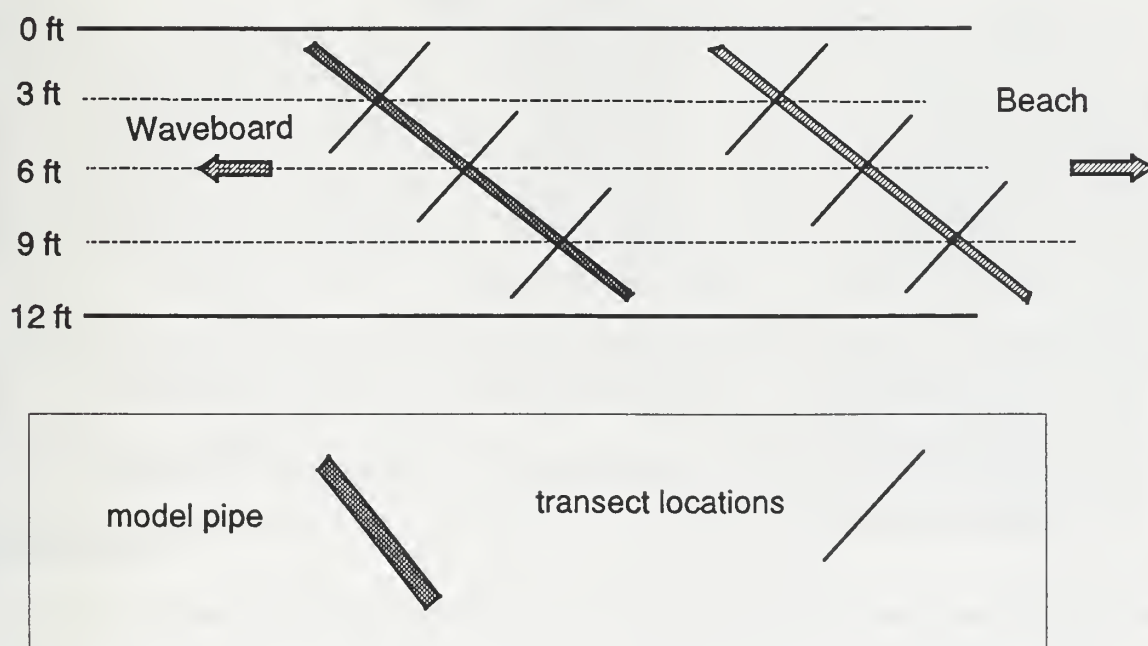 0 ft
3 ft
Waveboard
Beach
6 ft
9 ft
12 ft
model pipe
transect locations